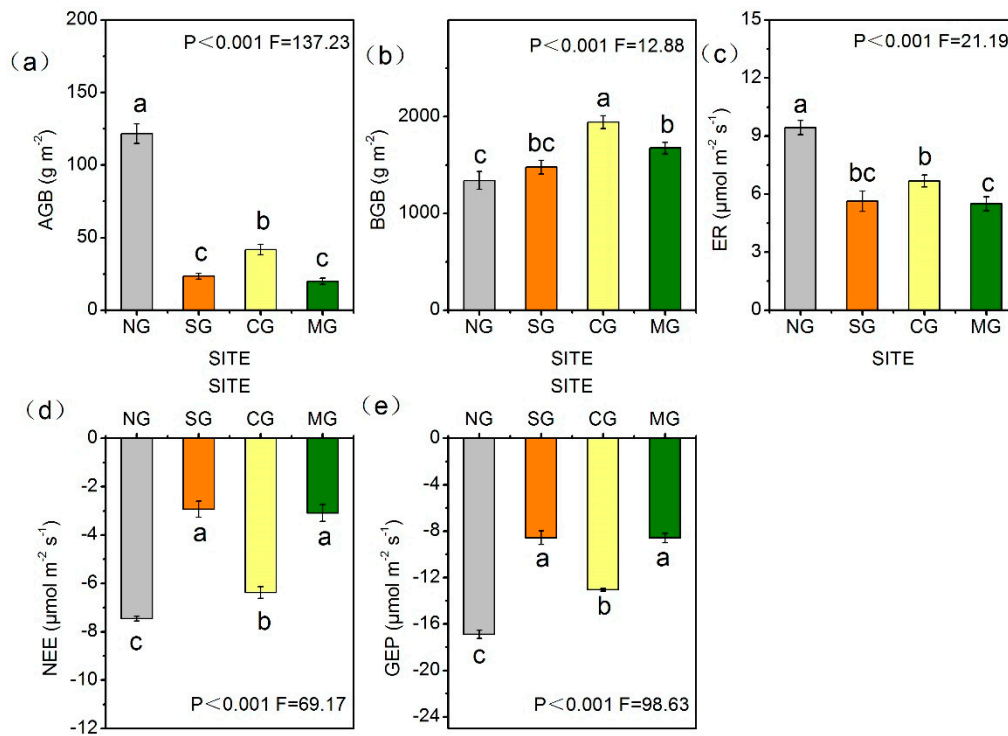 (a)
P<0.001 F=137.23
AGB (g m⁻²)
200
150
100
50
0
a
c
b
c
NG SG CG MG
SITE
(b)
P<0.001 F=12.88
BGB (g m⁻²)
2000
1000
0
c
bc
a
b
NG SG CG MG
SITE
(c)
P<0.001 F=21.19
ER (μmol m⁻² s⁻¹)
15
12
9
6
3
0
a
bc
b
c
NG SG CG MG
SITE
(d)
SITE
NG SG CG MG
NEE (μmol m⁻² s⁻¹)
0
-2
-4
-6
-8
-10
-12
c
a
b
a
P<0.001 F=69.17
(e)
SITE
NG SG CG MG
GEP (μmol m⁻² s⁻¹)
0
-4
-8
-12
-16
-20
-24
c
a
b
a
P<0.001 F=98.63